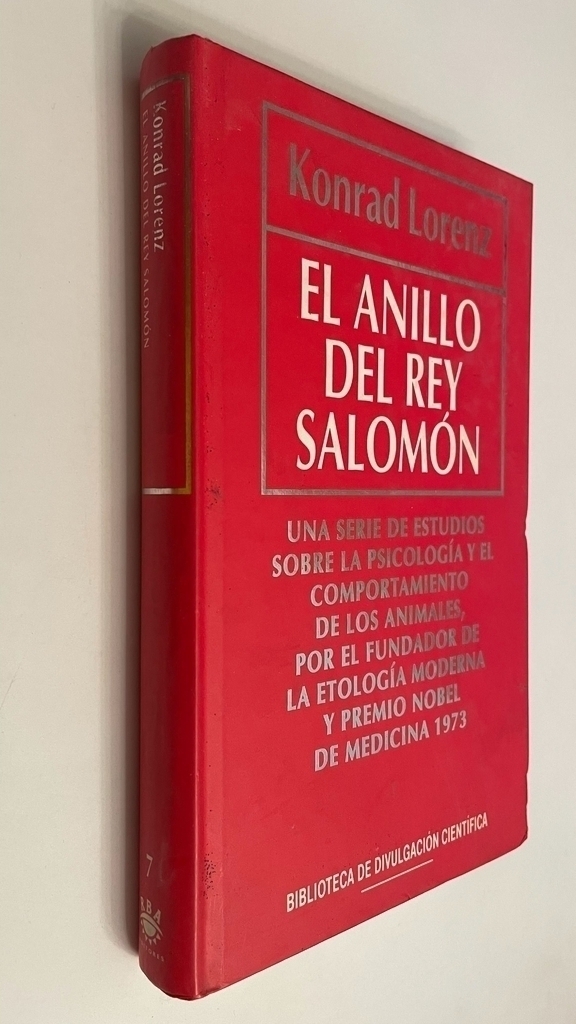 Konrad Lorenz
EL ANILLO DEL REY SALOMÓN
7
RBA
Konrad Lorenz
EL ANILLO
DEL REY
SALOMÓN
UNA SERIE DE ESTUDIOS
SOBRE LA PSICOLOGÍA Y EL
COMPORTAMIENTO
DE LOS ANIMALES,
POR EL FUNDADOR DE
LA ETOLOGÍA MODERNA
Y PREMIO NOBEL
DE MEDICINA 1973
BIBLIOTECA DE DIVULGACIÓN CIENTÍFICA